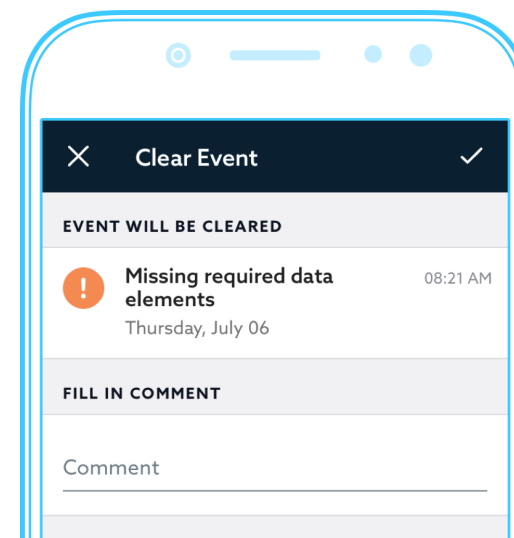 Clear Event
EVENT WILL BE CLEARED
Missing required data 08:21 AM
elements
Thursday, July 06
FILL IN COMMENT
Comment